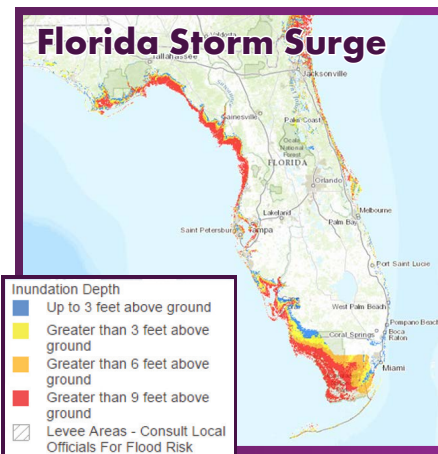 Florida Storm Surge
Valdosta
Tallahassee
Jacksonville
Gainesville
Palm Coast
Ocala
National
Forest
FLORIDA
Orlando
Lakeland
Melbourne
Palm Bay
Saint Petersburg
Tampa
Port Saint Lucie
West Palm Beach
Pompano Beach
Coral Springs
Boca
Raton
Miami
Inundation Depth
Up to 3 feet above ground
Greater than 3 feet above
ground
Greater than 6 feet above
ground
Greater than 9 feet above
ground
Levee Areas - Consult Local
Officials For Flood Risk